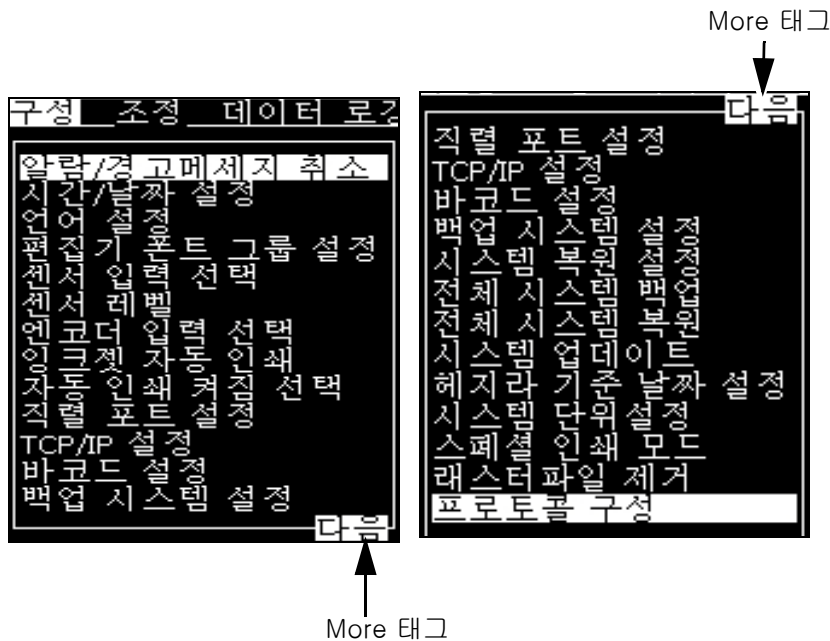 More 태그
구성 조정 데이터 로깅
알람/경고메세지 취소
시간/날짜 설정
언어 설정
편집기 폰트 그룹 설정
센서 입력 선택
센서 레벨
엔코더 입력 선택
잉크젯 자동인쇄
자동인쇄 켜짐 선택
직렬 포트 설정
TCP/IP 설정
바코드 설정
백업 시스템 설정
다음
다음
직렬 포트 설정
TCP/IP 설정
바코드 설정
백업 시스템 설정
시스템 복원 설정
전체 시스템 백업
전체 시스템 복원
시스템 업데이트
헤지라 기준 날짜 설정
시스템 단위설정
스페셜 인쇄 모드
래스터파일 제거
프로토콜 구성
More 태그